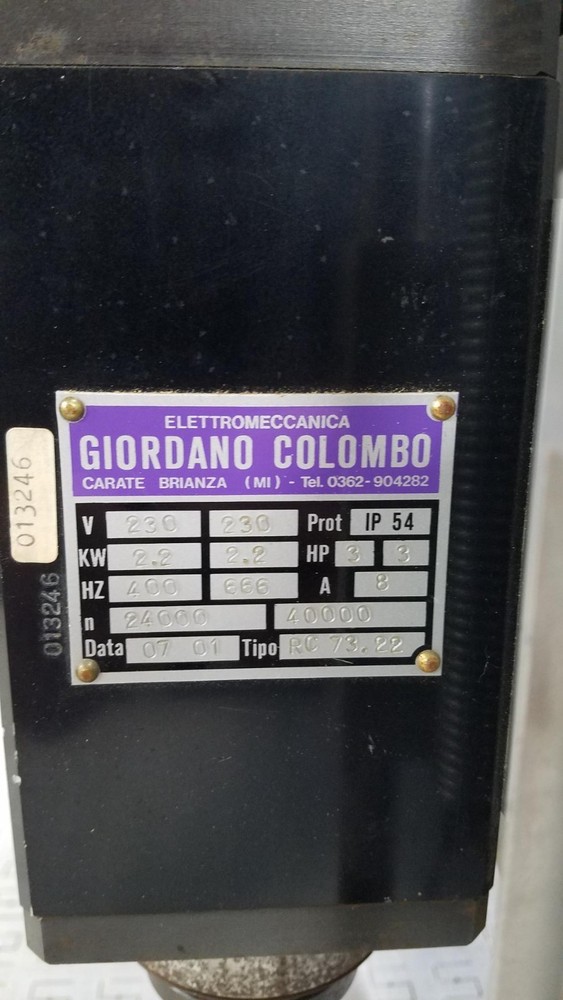 ELETTROMECCANICA
GIORDANO COLOMBO
CARATE BRIANZA (MI) - Tel. 0362-904282
V 230 230 Prot IP 54
KW 2.2 2.2 HP 3 3
HZ 400 666 A 8
n 24000 40000
Data 07 01 Tipo RC 73.22
013246
013246